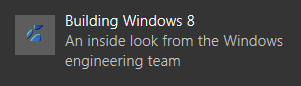 Building Windows 8
An inside look from the Windows
engineering team